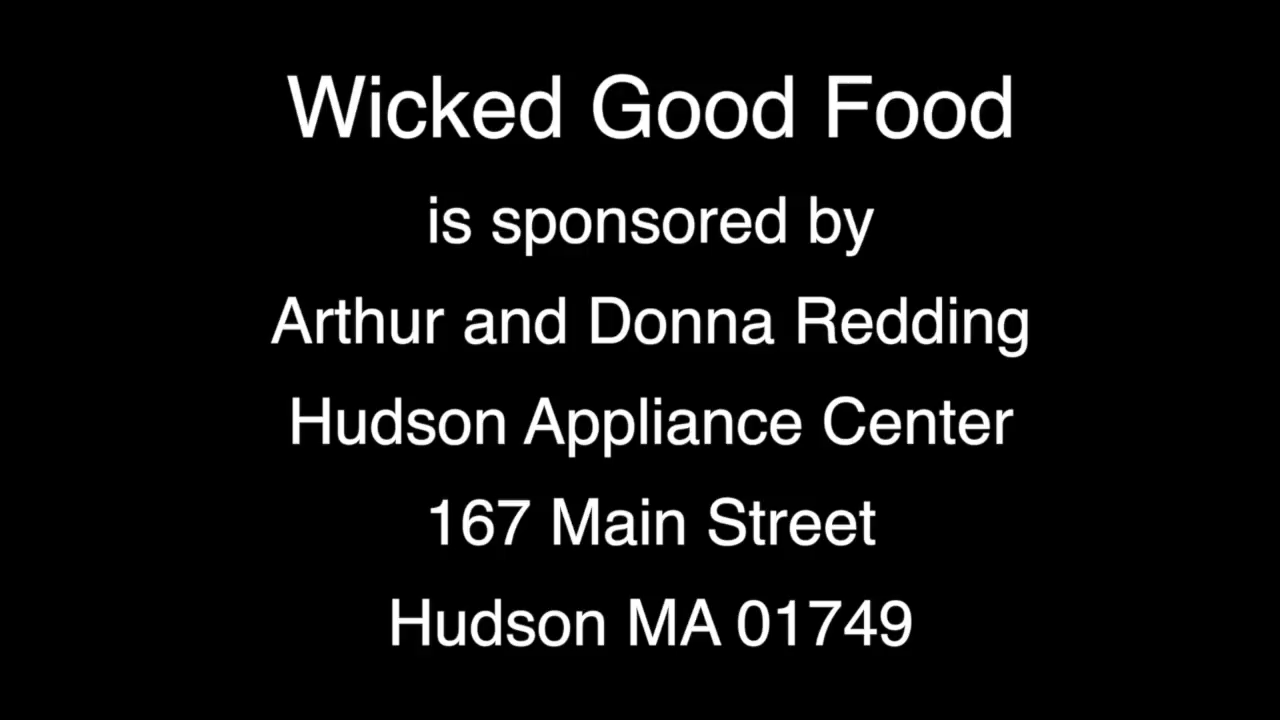 Wicked Good Food
is sponsored by
Arthur and Donna Redding
Hudson Appliance Center
167 Main Street
Hudson MA 01749